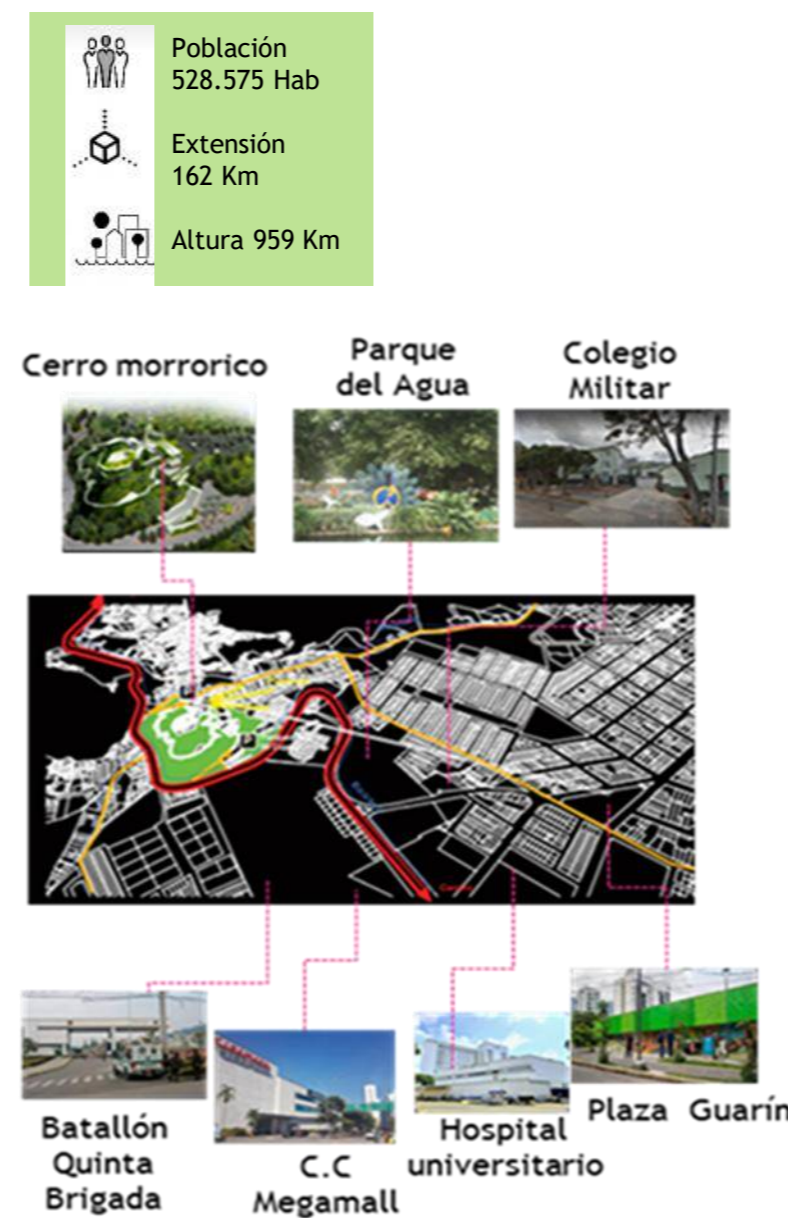 Población
528.575 Hab
Extensión
162 Km
Altura 959 Km
Cerro morrorico
Parque
del Agua
Colegio
Militar
Batallón
Quinta
Brigada
C.C
Megamall
Hospital
universitario
Plaza Guarín